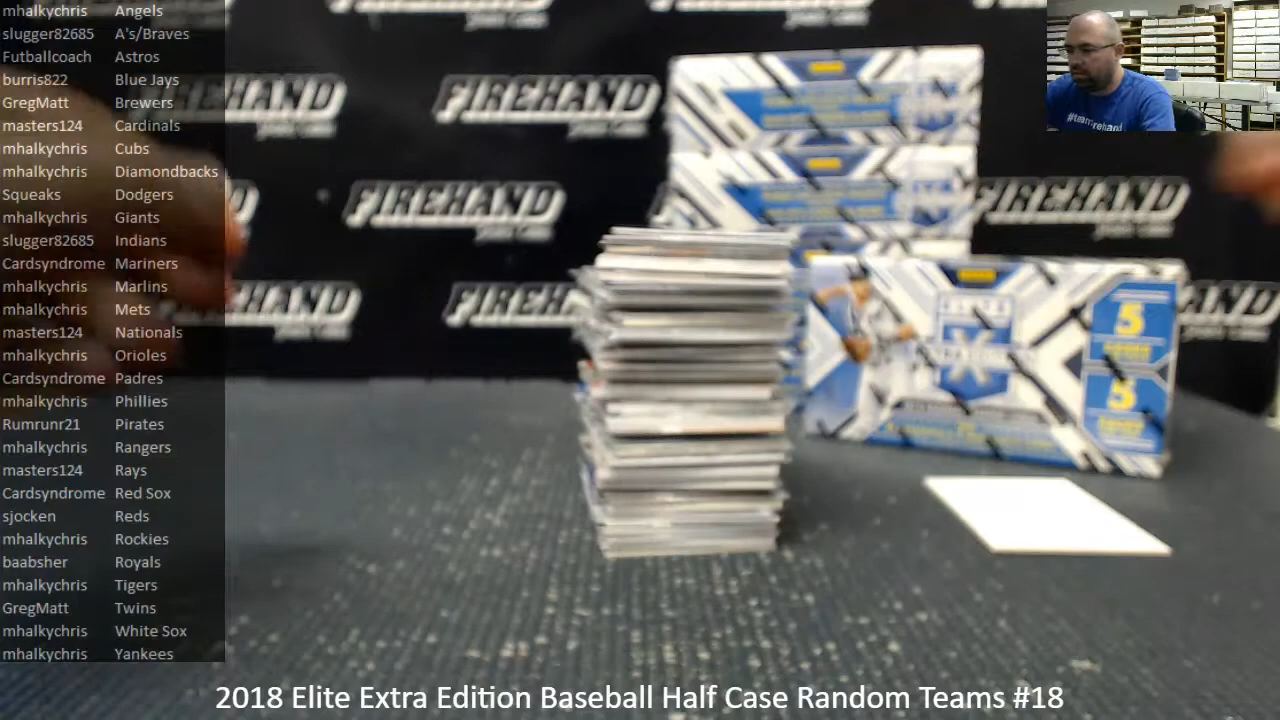 mhalkychris Angels
slugger82685 A's/Braves
Futballcoach Astros
burris822 Blue Jays
GregMatt Brewers
masters124 Cardinals
mhalkychris Cubs
mhalkychris Diamondbacks
Squeaks Dodgers
mhalkychris Giants
slugger82685 Indians
Cardsyndrome Mariners
mhalkychris Marlins
mhalkychris Mets
masters124 Nationals
mhalkychris Orioles
Cardsyndrome Padres
mhalkychris Phillies
Rumrunr21 Pirates
mhalkychris Rangers
masters124 Rays
Cardsyndrome Red Sox
sjocken Reds
mhalkychris Rockies
baabsher Royals
mhalkychris Tigers
GregMatt Twins
mhalkychris White Sox
mhalkychris Yankees
FIREHAND
FIREHAND
FIREHAND
FIREHAND
5
5
2018 Elite Extra Edition Baseball Half Case Random Teams #18